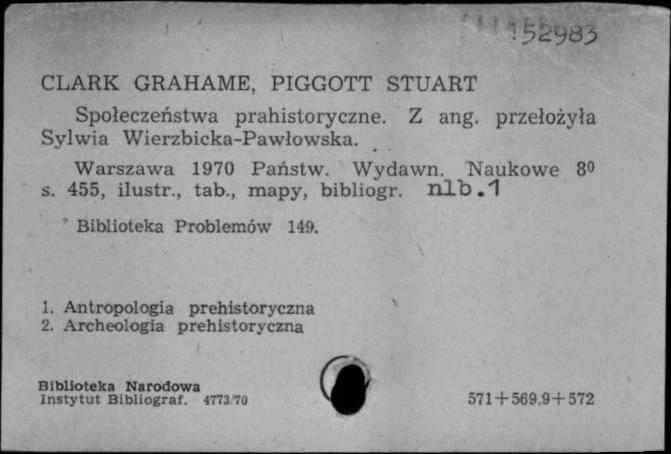 152983
CLARK GRAHAME, PIGGOTT STUART
Społeczeństwa prahistoryczne. Z ang. przełożyła
Sylwia Wierzbicka-Pawłowska.
Warszawa 1970 Państw. Wydawn. Naukowe 8⁰
s. 455, ilustr., tab., mapy, bibliogr. nlb.1
Biblioteka Problemów 149.
1. Antropologia prehistoryczna
2. Archeologia prehistoryczna
Biblioteka Narodowa
Instytut Bibliograf. 4773/70
571+569.9+572